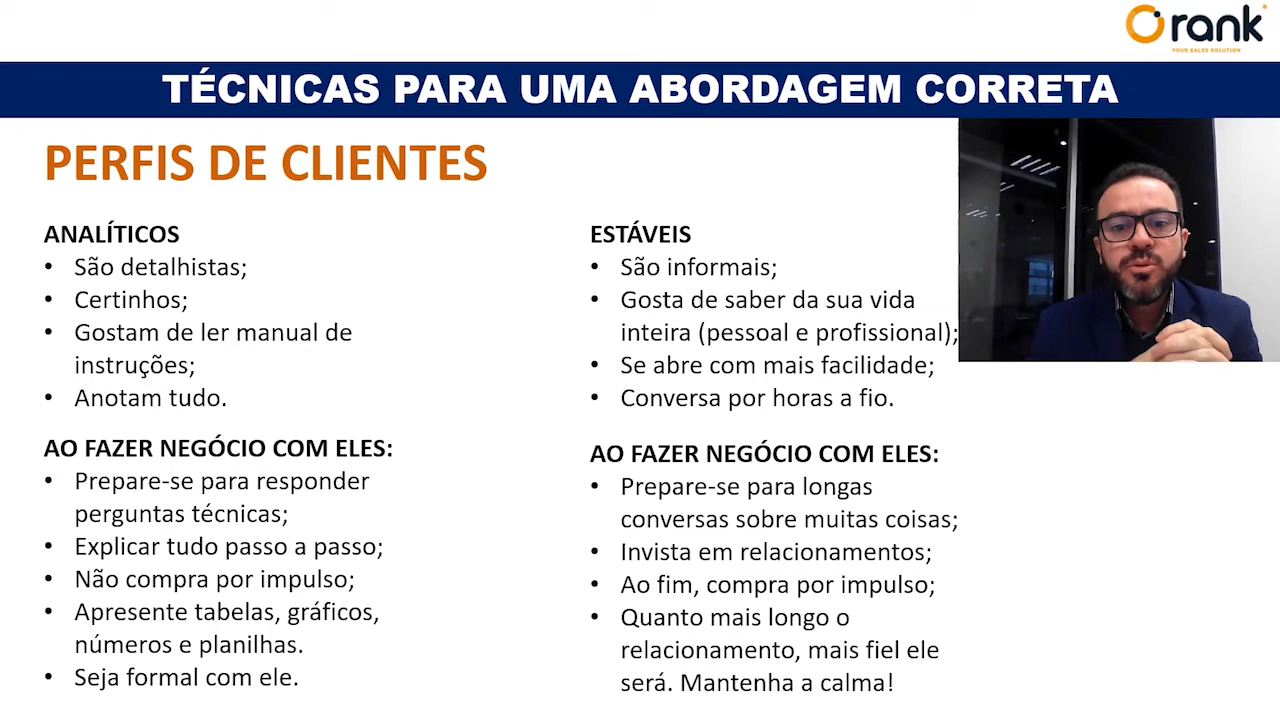 Orank
YOUR SALES SOLUTION
TÉCNICAS PARA UMA ABORDAGEM CORRETA
PERFIS DE CLIENTES
ANALÍTICOS
• São detalhistas;
• Certinhos;
• Gostam de ler manual de
instruções;
• Anotam tudo.
AO FAZER NEGÓCIO COM ELES:
• Prepare-se para responder
perguntas técnicas;
• Explicar tudo passo a passo;
• Não compra por impulso;
• Apresente tabelas, gráficos,
números e planilhas.
• Seja formal com ele.
ESTÁVEIS
• São informais;
• Gosta de saber da sua vida
inteira (pessoal e profissional);
• Se abre com mais facilidade;
• Conversa por horas a fio.
AO FAZER NEGÓCIO COM ELES:
• Prepare-se para longas
conversas sobre muitas coisas;
• Invista em relacionamentos;
• Ao fim, compra por impulso;
• Quanto mais longo o
relacionamento, mais fiel ele
será. Mantenha a calma!